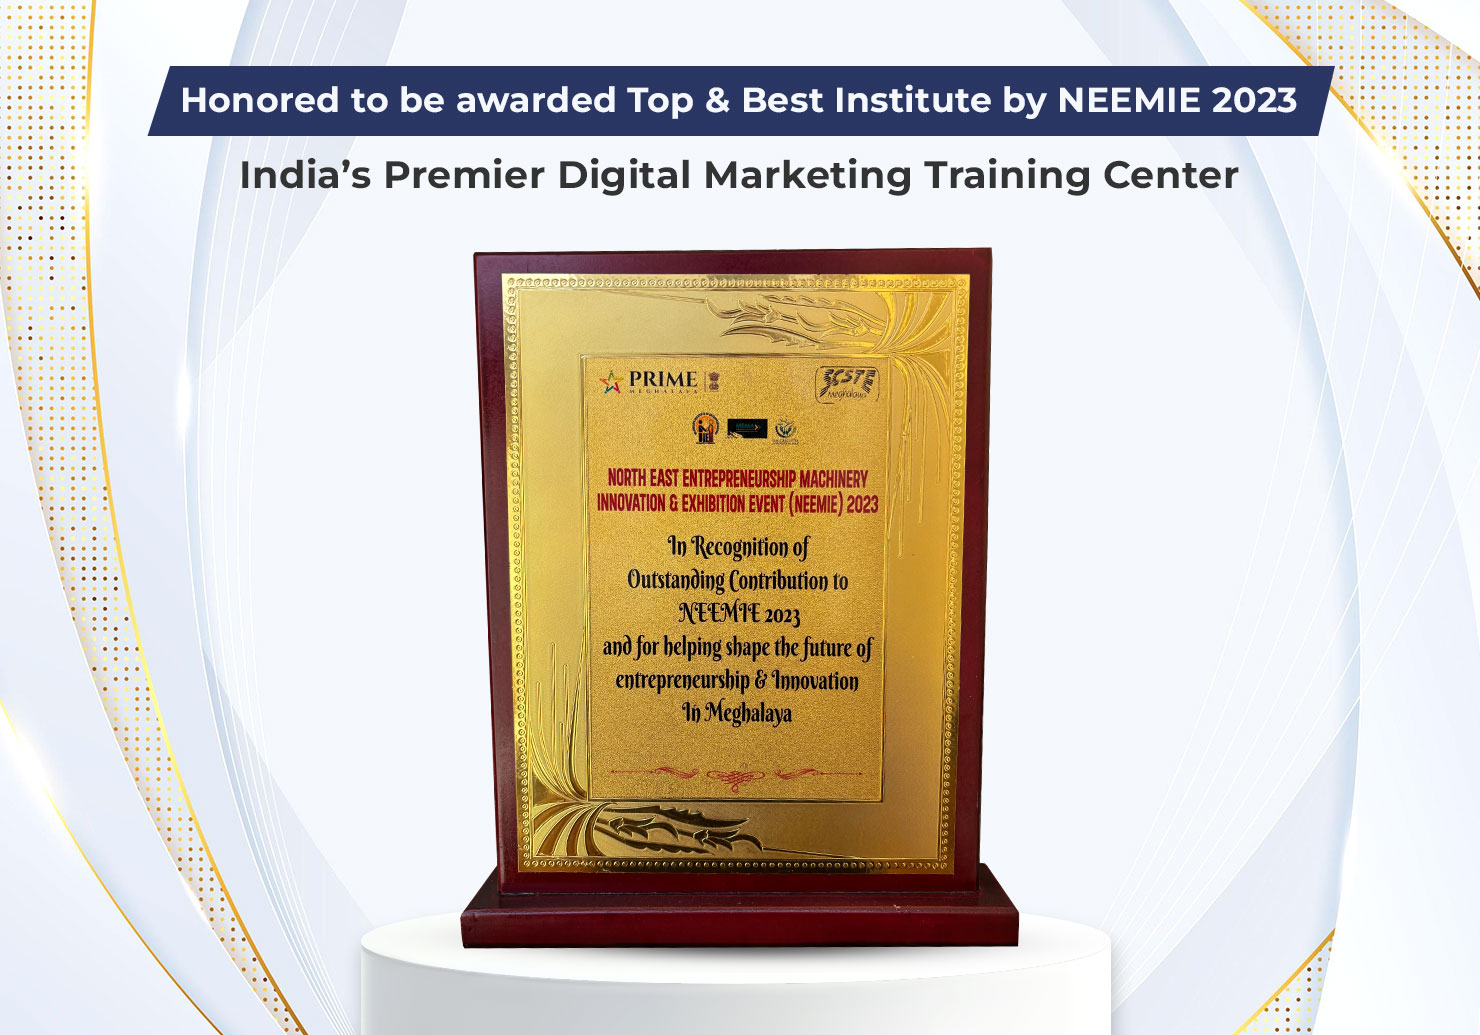 Honored to be awarded Top & Best Institute by NEEMIE 2023
India’s Premier Digital Marketing Training Center
PRIME
MEGHALAYA
SCSTE
Meghalaya
NORTH EAST ENTREPRENEURSHIP MACHINERY
INNOVATION & EXHIBITION EVENT (NEEMIE) 2023
In Recognition of
Outstanding Contribution to
NEEMIE 2023
and for helping shape the future of
entrepreneurship & Innovation
In Meghalaya